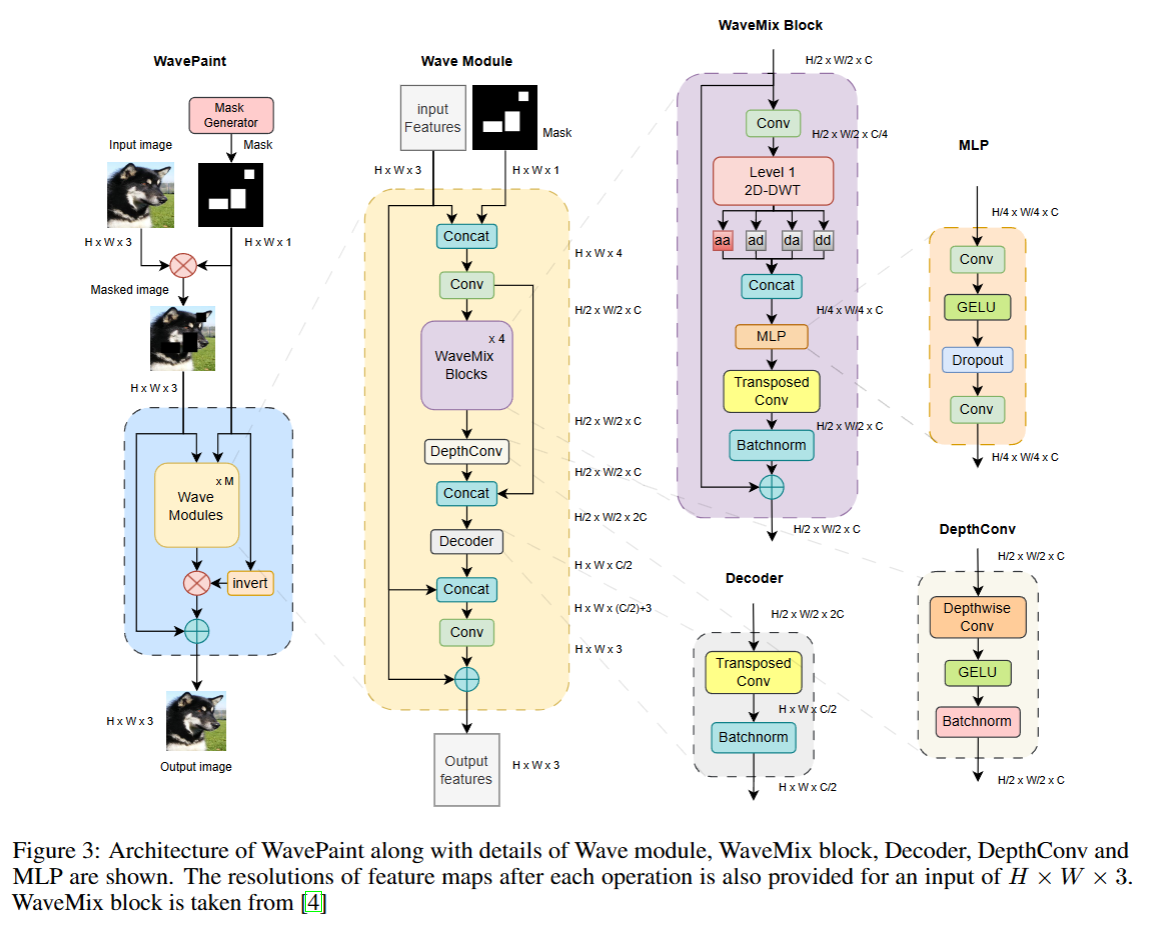 WavePaint
Mask
Generator
Input image
Mask
H x W x 3
H x W x 1
Masked image
H x W x 3
x M
Wave
Modules
invert
H x W x 3
Output image
Wave Module
input
Features
Mask
H x W x 3
H x W x 1
Concat
H x W x 4
Conv
H/2 x W/2 x C
x 4
WaveMix
Blocks
H/2 x W/2 x C
DepthConv
H/2 x W/2 x C
Concat
H/2 x W/2 x 2C
Decoder
H x W x C/2
Concat
H x W x (C/2)+3
Conv
H x W x 3
Output
features
H x W x 3
WaveMix Block
H/2 x W/2 x C
Conv
H/2 x W/2 x C/4
Level 1
2D-DWT
aa
ad
da
dd
Concat
H/4 x W/4 x C
MLP
Transposed
Conv
H/2 x W/2 x C
Batchnorm
H/2 x W/2 x C
Decoder
H/2 x W/2 x 2C
Transposed
Conv
H x W x C/2
Batchnorm
H x W x C/2
MLP
H/4 x W/4 x C
Conv
GELU
Dropout
Conv
H/4 x W/4 x C
DepthConv
H/2 x W/2 x C
Depthwise
Conv
GELU
Batchnorm
H/2 x W/2 x C
Figure 3: Architecture of WavePaint along with details of Wave module, WaveMix block, Decoder, DepthConv and
MLP are shown. The resolutions of feature maps after each operation is also provided for an input of H × W × 3.
WaveMix block is taken from [4]